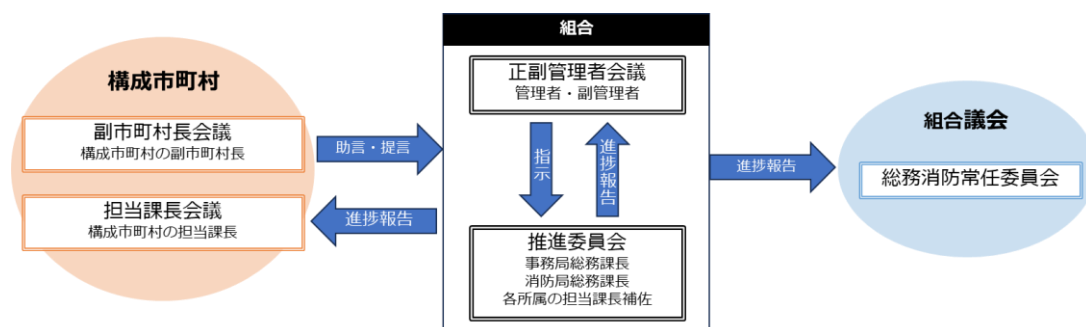 構成市町村
副市町村長会議
構成市町村の副市町村長
担当課長会議
構成市町村の担当課長
助言・提言
進捗報告
組合
正副管理者会議
管理者・副管理者
指示
進捗報告
推進委員会
事務局総務課長
消防局総務課長
各所属の担当課長補佐
進捗報告
組合議会
総務消防常任委員会